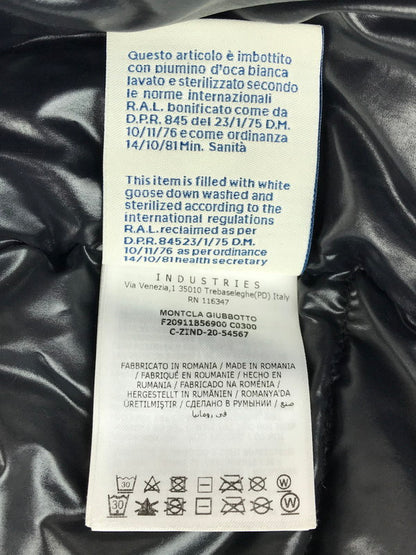 Questo articolo è imbottito
con piumino d'oca bianca
lavato e sterilizzato secondo
le norme internazionali
R.A.L. bonificato come da
D.P.R. 845 del 23/1/75 D.M.
10/11/76 e come ordinanza
14/10/81 Min. Sanità
This item is filled with white
goose down washed and
sterilized according to the
international regulations
R.A.L. reclaimed as per
D.P.R. 84523/1/75 D.M.
10/11/76 as per ordinance
14/10/81 health secretary
INDUSTRIES
Via Venezia,1 35010 Trebaseleghe(PD) Italy
RN 116347
MONTCLA GIUBBOTTO
F20911B56900 C0300
C-ZIND-20-54567
FABBRICATO IN ROMANIA / MADE IN ROMANIA
/ FABRIQUÉ EN ROUMANIE / HECHO EN
RUMANIA / FABRICADO NA ROMÉNIA /
HERGESTELLT IN RUMÄNIEN / ROMANYA'DA
ÜRETILMIŞTIR / СДЕЛАНО В РУМЫНИИ / صنع
في رومانيا
30 W
30 W